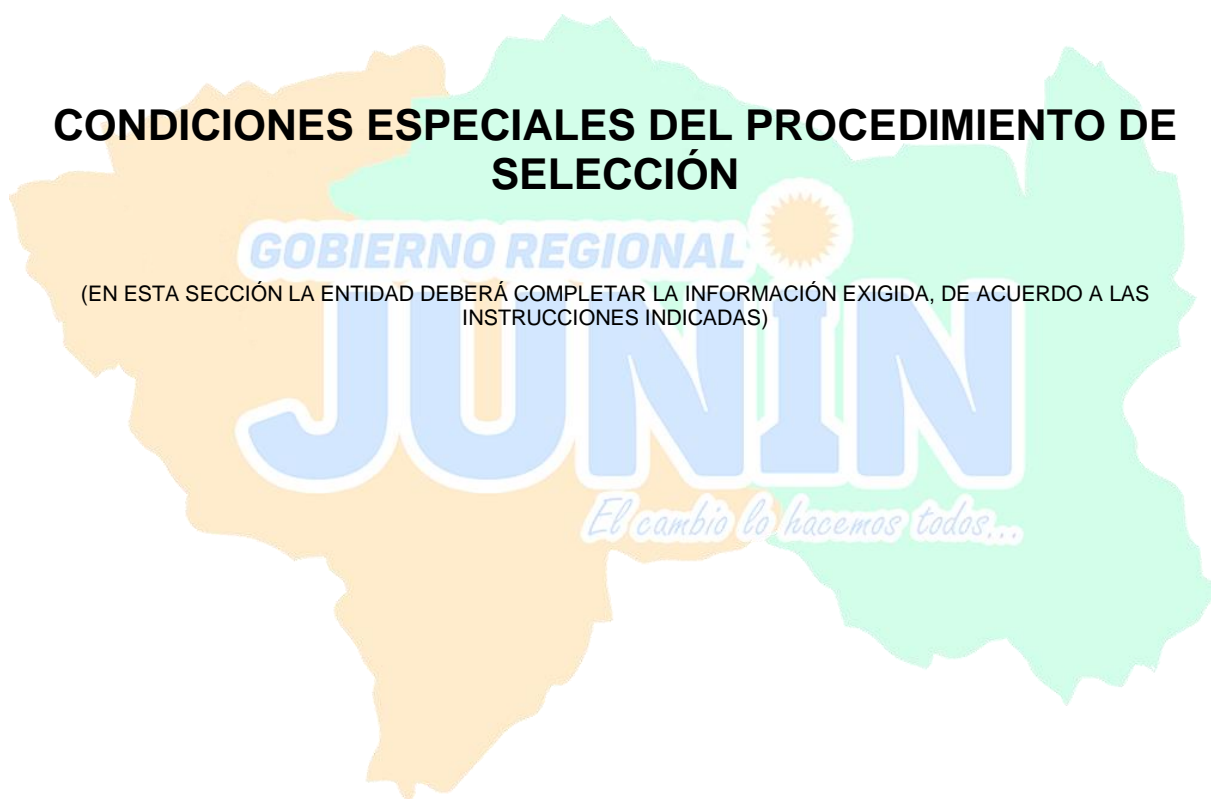 CONDICIONES ESPECIALES DEL PROCEDIMIENTO DE
SELECCIÓN
GOBIERNO REGIONAL
(EN ESTA SECCIÓN LA ENTIDAD DEBERÁ COMPLETAR LA INFORMACIÓN EXIGIDA, DE ACUERDO A LAS
INSTRUCCIONES INDICADAS)
JUNÍN
El cambio lo hacemos todos...